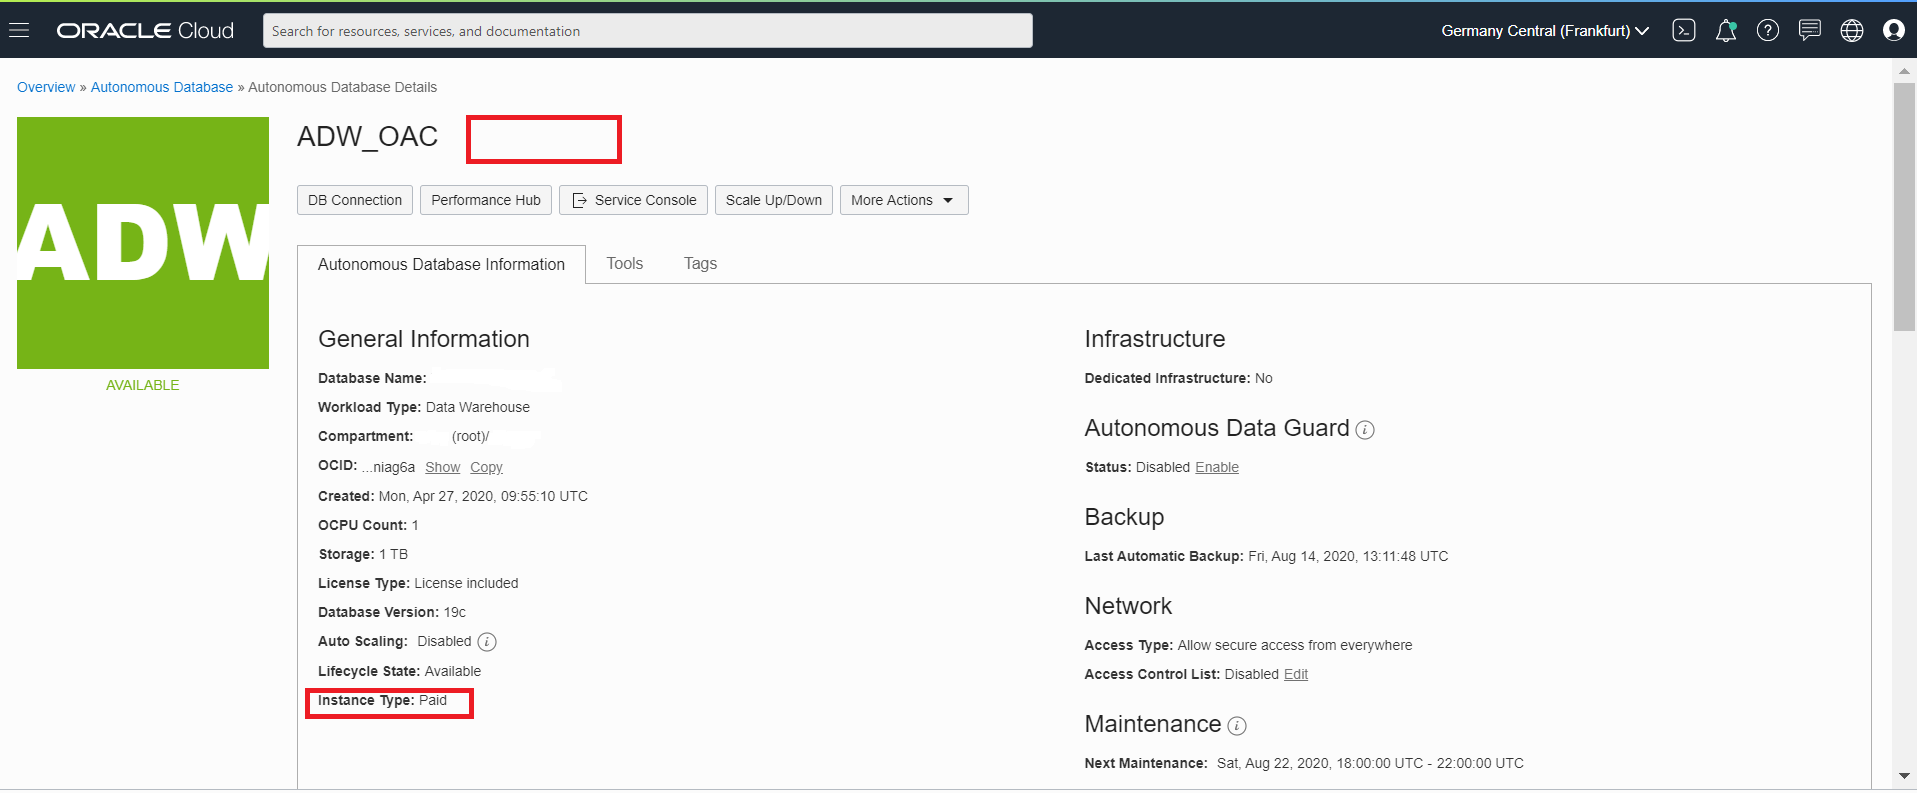 ORACLE Cloud
Search for resources, services, and documentation
Germany Central (Frankfurt)
Overview » Autonomous Database » Autonomous Database Details
ADW
AVAILABLE
ADW_OAC
DB Connection
Performance Hub
Service Console
Scale Up/Down
More Actions
Autonomous Database Information
Tools
Tags
General Information
Database Name:
Workload Type: Data Warehouse
Compartment: (root)/
OCID: ...niag6a Show Copy
Created: Mon, Apr 27, 2020, 09:55:10 UTC
OCPU Count: 1
Storage: 1 TB
License Type: License included
Database Version: 19c
Auto Scaling: Disabled
Lifecycle State: Available
Instance Type: Paid
Infrastructure
Dedicated Infrastructure: No
Autonomous Data Guard
Status: Disabled Enable
Backup
Last Automatic Backup: Fri, Aug 14, 2020, 13:11:48 UTC
Network
Access Type: Allow secure access from everywhere
Access Control List: Disabled Edit
Maintenance
Next Maintenance: Sat, Aug 22, 2020, 18:00:00 UTC - 22:00:00 UTC